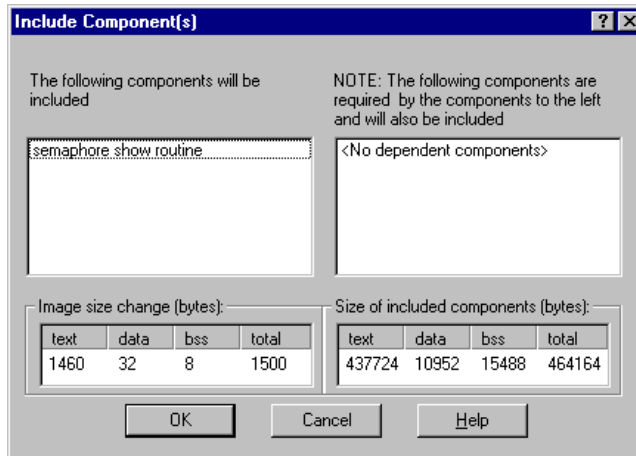 Include Component(s)
The following components will be
included
NOTE: The following components are
required by the components to the left
and will also be included
semaphore show routine
<No dependent components>
Image size change (bytes):
text data bss total
1460 32 8 1500
Size of included components (bytes):
text data bss total
437724 10952 15488 464164
OK Cancel Help